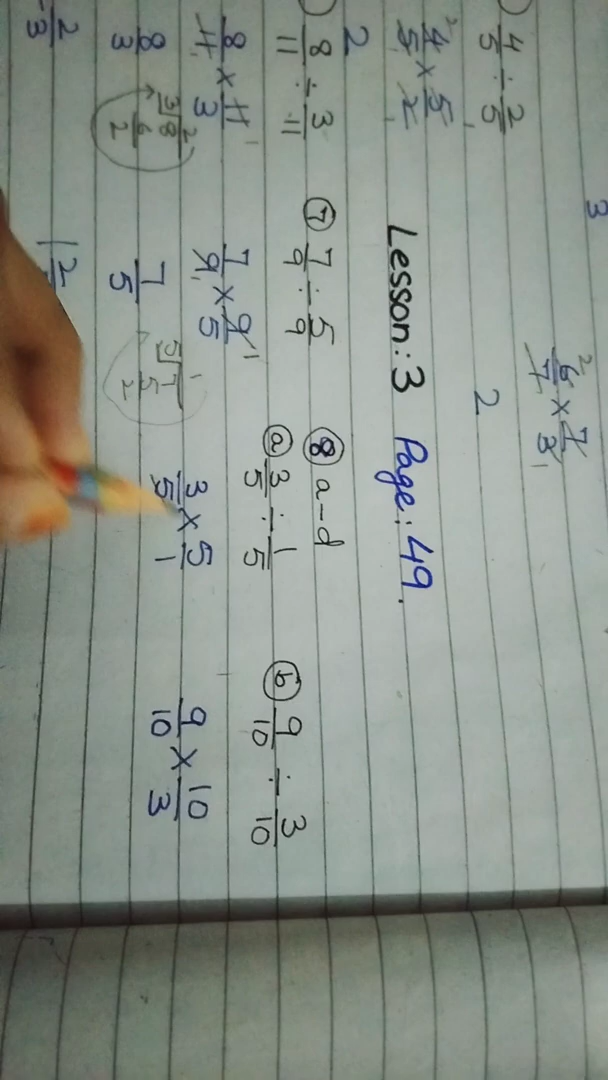 3
6/7 × 7/3
2
4/5 ÷ 2/5
4/5 × 5/2
2
Lesson: 3 Page: 49.
8/11 ÷ 3/11
8/11 × 11/3
8/3
⑦ 7/9 ÷ 5/9
7/9 × 9/5
7/5
⑧ a-d
ⓐ 3/5 ÷ 1/5
3/5 × 5/1
ⓑ 9/10 ÷ 3/10
9/10 × 10/3